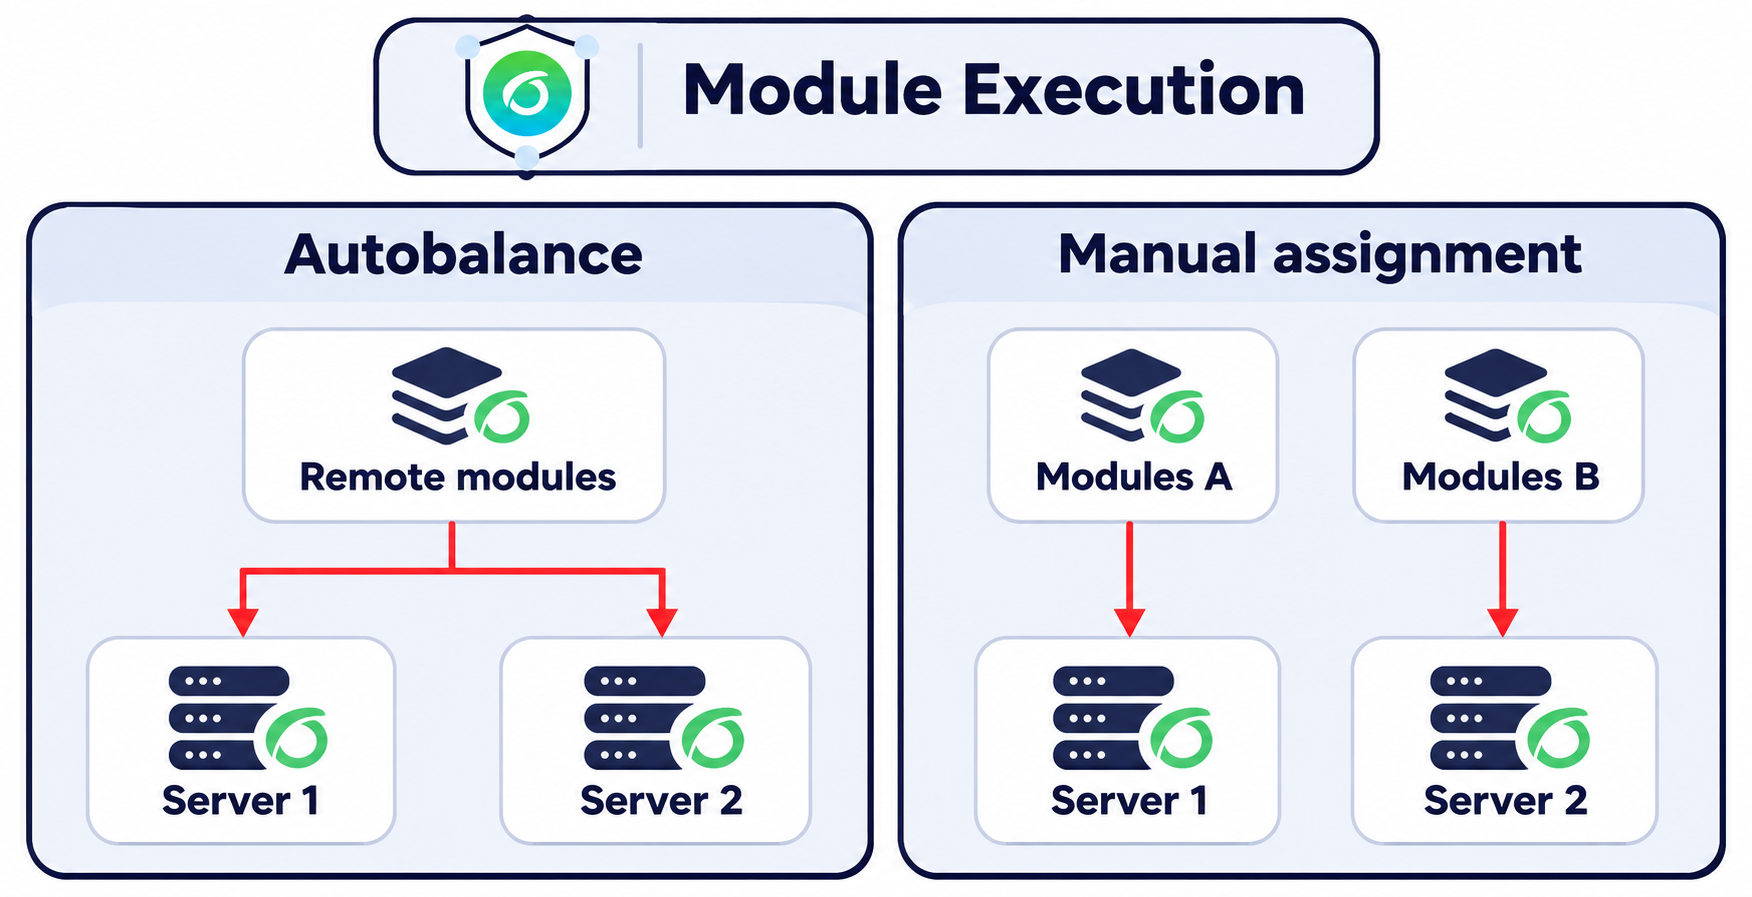 Module Execution
Autobalance
Remote modules
Server 1
Server 2
Manual assignment
Modules A
Modules B
Server 1
Server 2